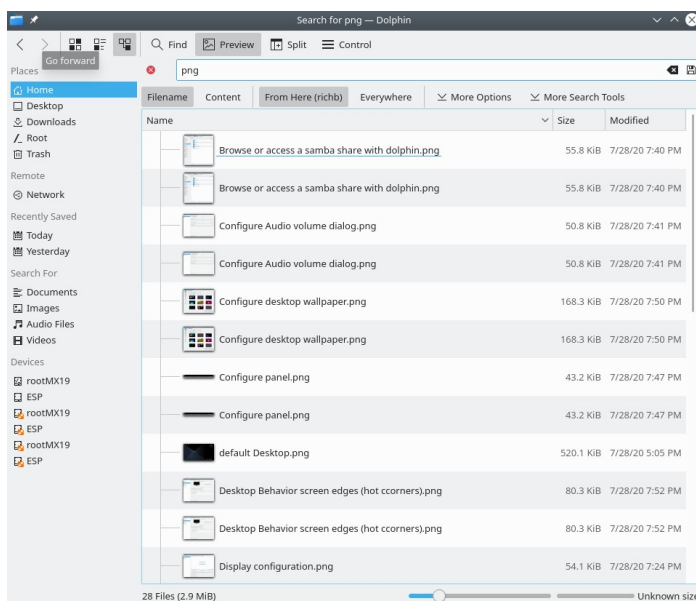 Search for png — Dolphin
Find Preview Split Control
Go forward
Places
Home
Desktop
Downloads
Root
Trash
Remote
Network
Recently Saved
Today
Yesterday
Search For
Documents
Images
Audio Files
Videos
Devices
rootMX19
ESP
rootMX19
ESP
rootMX19
ESP
png
Filename Content From Here (richb) Everywhere More Options More Search Tools
Name Size Modified
Browse or access a samba share with dolphin.png 55.8 KiB 7/28/20 7:40 PM
Browse or access a samba share with dolphin.png 55.8 KiB 7/28/20 7:40 PM
Configure Audio volume dialog.png 50.8 KiB 7/28/20 7:41 PM
Configure Audio volume dialog.png 50.8 KiB 7/28/20 7:41 PM
Configure desktop wallpaper.png 168.3 KiB 7/28/20 7:50 PM
Configure desktop wallpaper.png 168.3 KiB 7/28/20 7:50 PM
Configure panel.png 43.2 KiB 7/28/20 7:47 PM
Configure panel.png 43.2 KiB 7/28/20 7:47 PM
default Desktop.png 520.1 KiB 7/28/20 5:05 PM
Desktop Behavior screen edges (hot ccorners).png 80.3 KiB 7/28/20 7:52 PM
Desktop Behavior screen edges (hot ccorners).png 80.3 KiB 7/28/20 7:52 PM
Display configuration.png 54.1 KiB 7/28/20 7:24 PM
28 Files (2.9 MiB) Unknown size